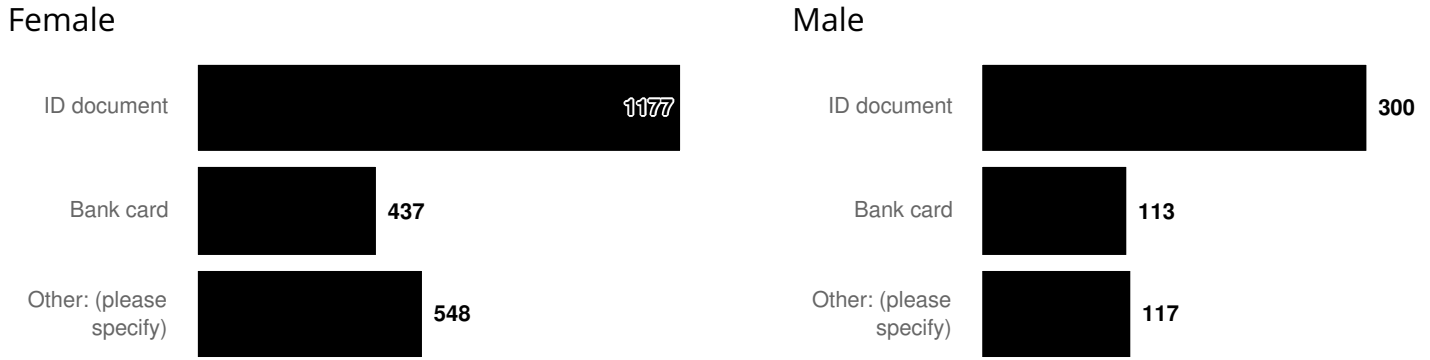 Female
ID document
1177
Bank card
437
Other: (please
specify)
548
Male
ID document
300
Bank card
113
Other: (please
specify)
117